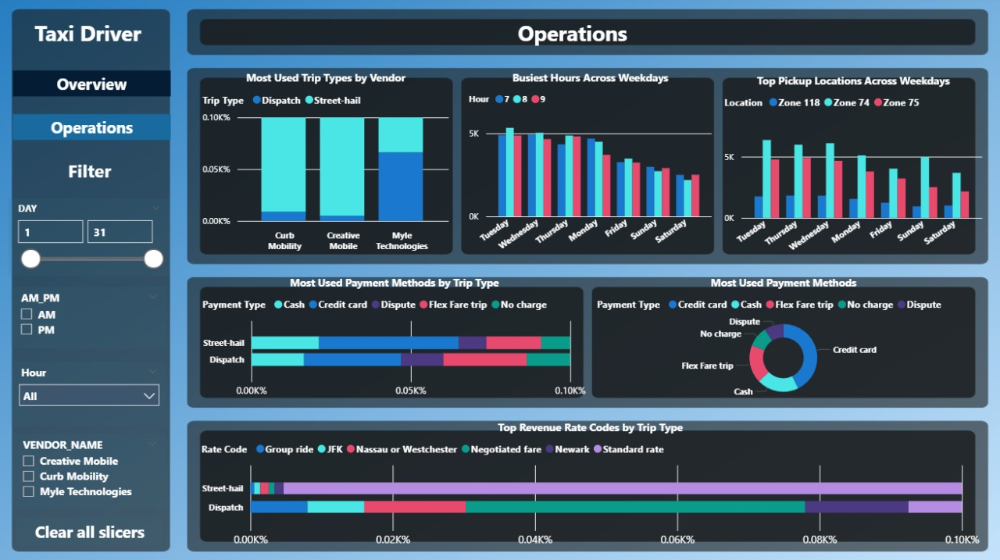 Taxi Driver
Overview
Operations
Filter
DAY
1 31
AM_PM
AM
PM
Hour
All
VENDOR_NAME
Creative Mobile
Curb Mobility
Myle Technologies
Clear all slicers
Operations
Most Used Trip Types by Vendor
Trip Type Dispatch Street-hail
0.10K%
0.05K%
0.00K%
Curb Mobility
Creative Mobile
Myle Technologies
Busiest Hours Across Weekdays
Hour 7 8 9
5K
0K
Tuesday
Wednesday
Thursday
Monday
Friday
Sunday
Saturday
Top Pickup Locations Across Weekdays
Location Zone 118 Zone 74 Zone 75
5K
0K
Tuesday
Thursday
Wednesday
Monday
Friday
Sunday
Saturday
Most Used Payment Methods by Trip Type
Payment Type Cash Credit card Dispute Flex Fare trip No charge
Street-hail
Dispatch
0.00K% 0.05K% 0.10K%
Most Used Payment Methods
Payment Type Credit card Cash Flex Fare trip No charge Dispute
Dispute
No charge
Credit card
Flex Fare trip
Cash
Top Revenue Rate Codes by Trip Type
Rate Code Group ride JFK Nassau or Westchester Negotiated fare Newark Standard rate
Street-hail
Dispatch
0.00K% 0.02K% 0.04K% 0.06K% 0.08K% 0.10K%